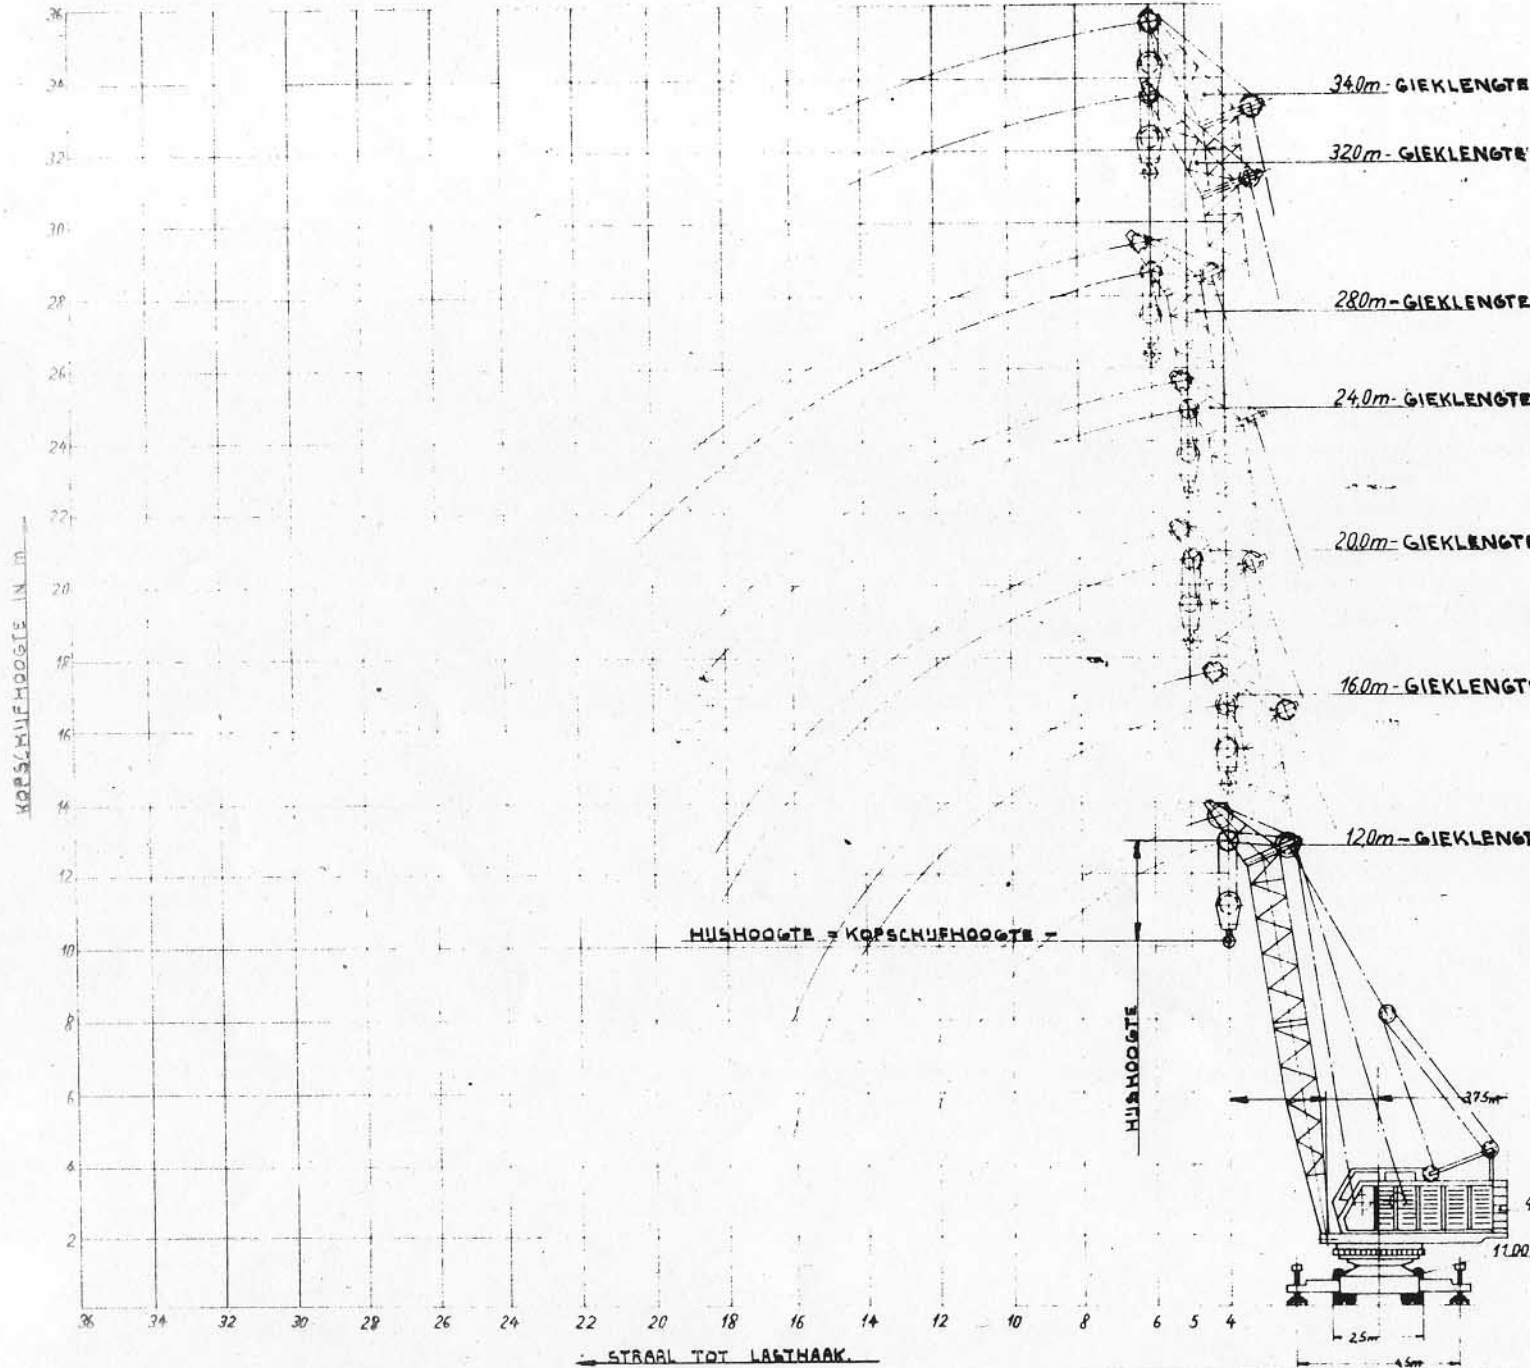 36
34
32
30
28
26
24
22
20
18
16
14
12
10
8
6
4
2
KOPSCHIJFHOOGTE IN m
34.0m - GIEKLENGTE
32.0m - GIEKLENGTE
28.0m - GIEKLENGTE
24.0m - GIEKLENGTE
20.0m - GIEKLENGTE
16.0m - GIEKLENGT
12.0m - GIEKLENGT
HIJSHOOGTE = KOPSCHIJFHOOGTE -
HIJSHOOGTE
3.75m
4
11.00
36 34 32 30 28 26 24 22 20 18 16 14 12 10 8 6 5 4
2.5m
4.5m
STRAAL TOT LASTHAAK.